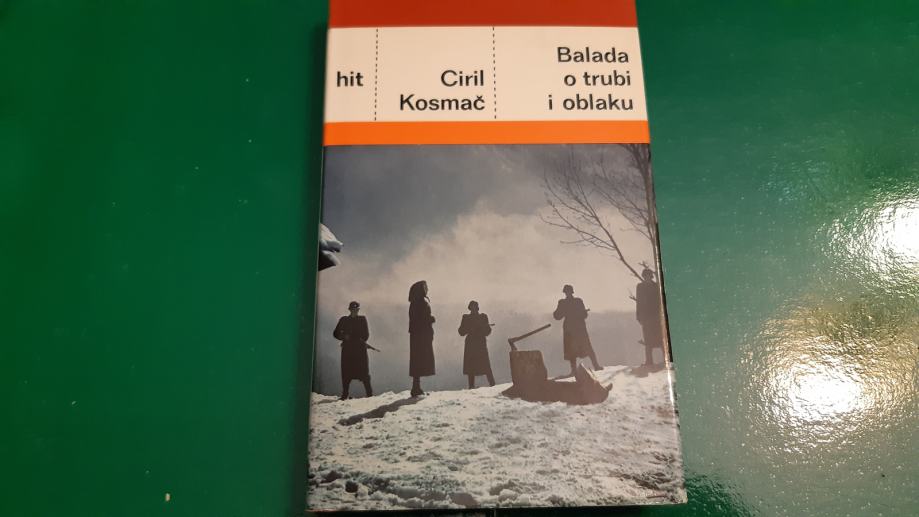 hit
Ciril
Kosmač
Balada
o trubi
i oblaku